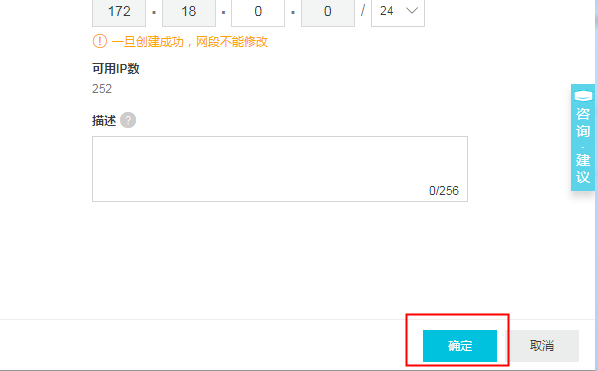 172 . 18 . 0 . 0 / 24
一旦创建成功，网段不能修改
可用IP数
252
描述 ?
0/256
咨询·建议
确定 取消